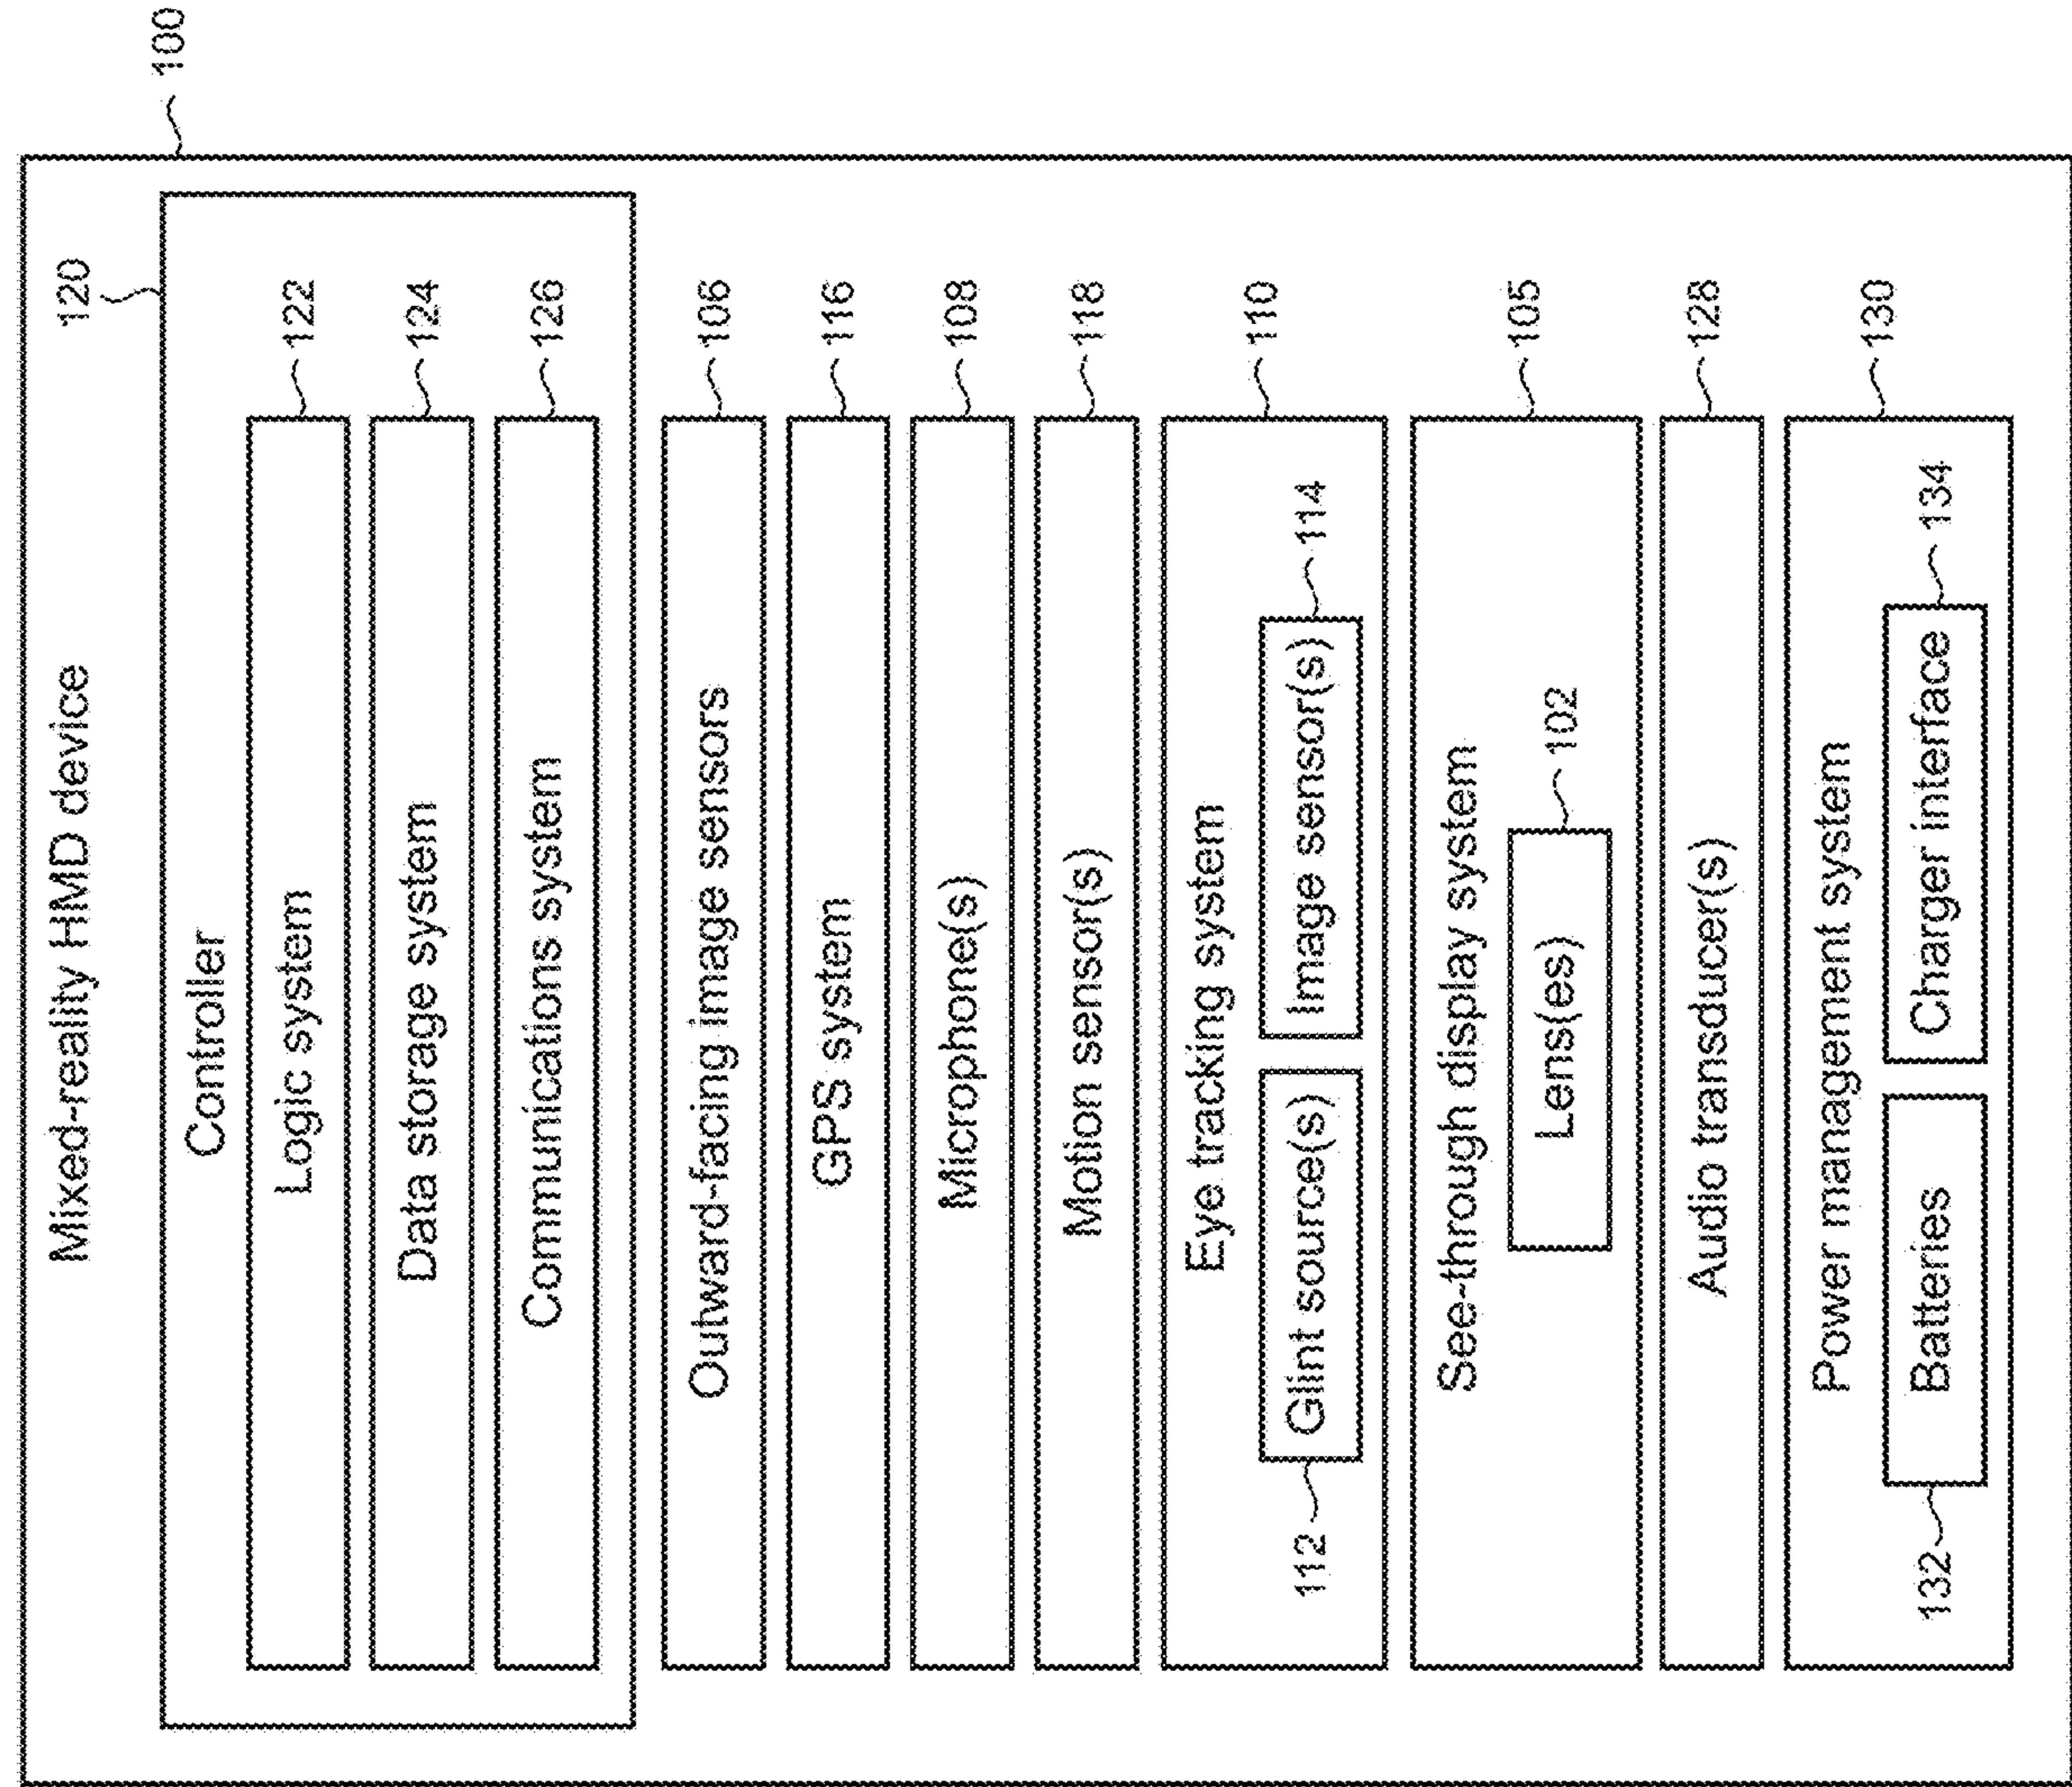 Mixed-reality HMD device
100
120
Controller
Logic system
122
Data storage system
124
Communications system
126
Outward-facing image sensors
106
GPS system
116
Microphone(s)
108
Motion sensor(s)
118
Eye tracking system
110
112
Glint source(s)
Image sensor(s)
114
See-through display system
105
Lens(es)
102
Audio transducer(s)
128
Power management system
130
132
Batteries
Charger interface
134